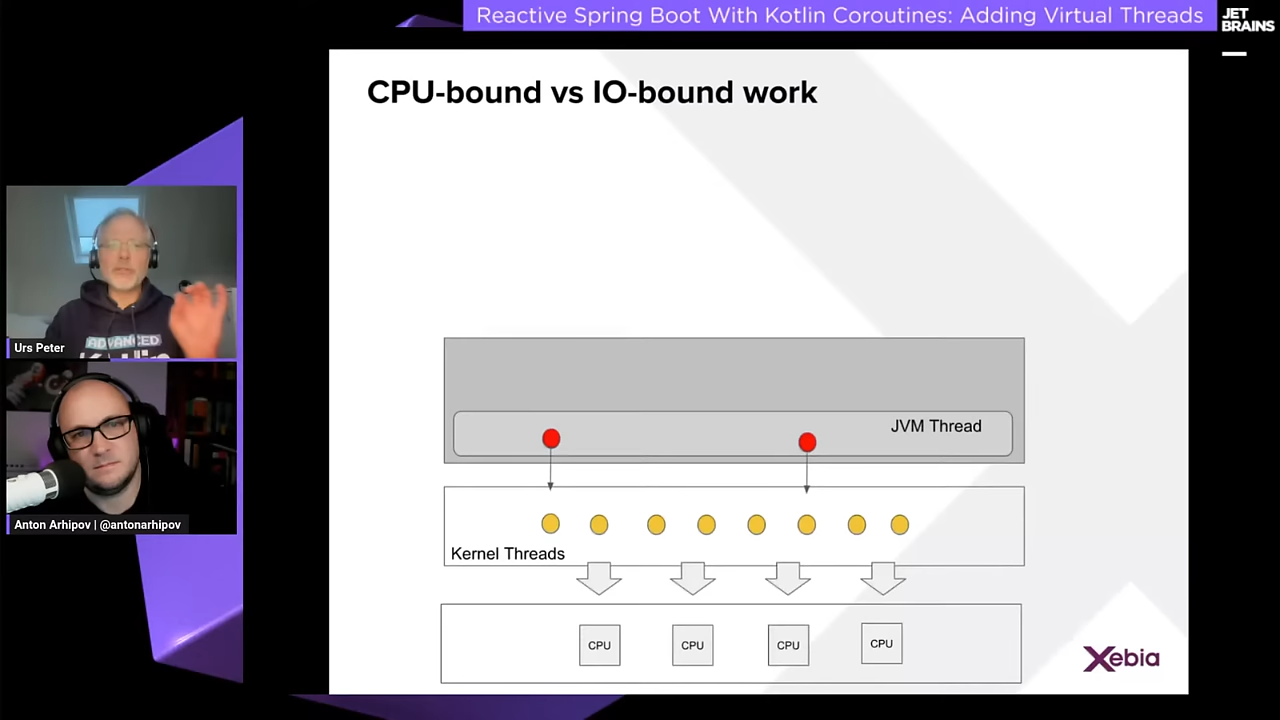 Reactive Spring Boot With Kotlin Coroutines: Adding Virtual Threads
JET
BRAINS
CPU-bound vs IO-bound work
ADVANCED
Urs Peter
Anton Arhipov | @antonarhipov
JVM Thread
Kernel Threads
CPU
CPU
CPU
CPU
Xebia